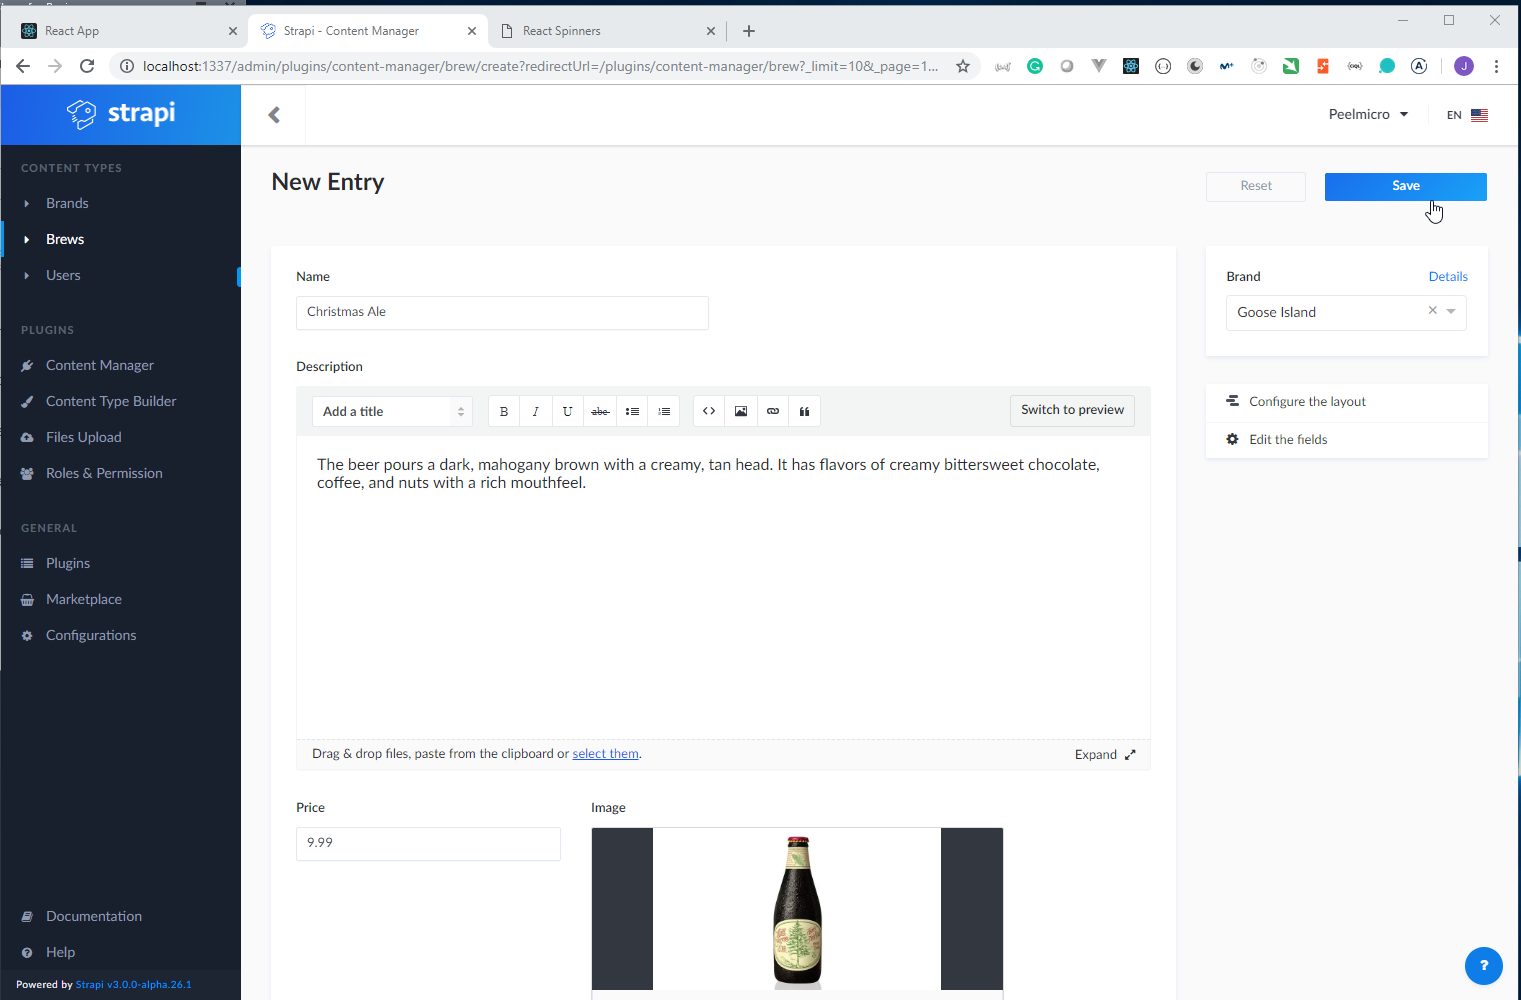 React App
Strapi - Content Manager
React Spinners
localhost:1337/admin/plugins/content-manager/brew/create?redirectUrl=/plugins/content-manager/brew?_limit=10&_page=1...
strapi
Peelmicro
EN
CONTENT TYPES
Brands
Brews
Users
PLUGINS
Content Manager
Content Type Builder
Files Upload
Roles & Permission
GENERAL
Plugins
Marketplace
Configurations
Documentation
Help
Powered by Strapi v3.0.0-alpha.26.1
New Entry
Reset
Save
Name
Christmas Ale
Description
Add a title
B I U abc
Switch to preview
The beer pours a dark, mahogany brown with a creamy, tan head. It has flavors of creamy bittersweet chocolate,
coffee, and nuts with a rich mouthfeel.
Drag & drop files, paste from the clipboard or select them.
Expand
Price
9.99
Image
Brand
Details
Goose Island
Configure the layout
Edit the fields
?